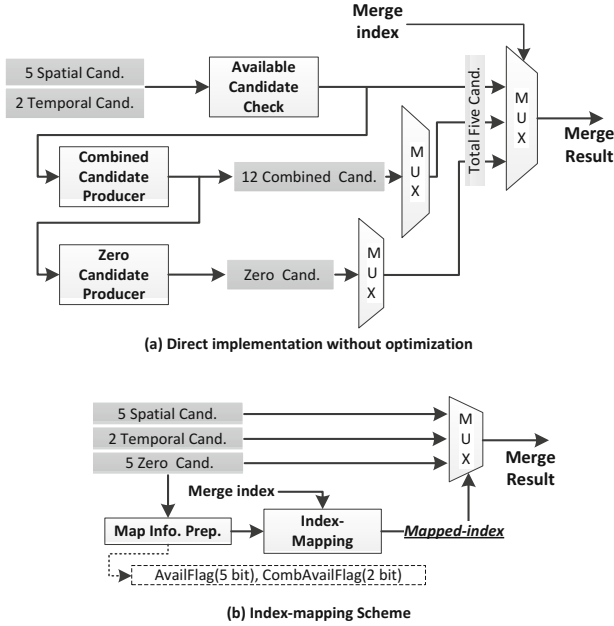 Merge
index
5 Spatial Cand.
2 Temporal Cand.
Available
Candidate
Check
Total Five Cand.
M
U
X
Merge
Result
Combined
Candidate
Producer
12 Combined Cand.
M
U
X
Zero
Candidate
Producer
Zero Cand.
M
U
X
(a) Direct implementation without optimization
5 Spatial Cand.
2 Temporal Cand.
5 Zero Cand.
M
U
X
Merge
Result
Merge index
Map Info. Prep.
Index-
Mapping
Mapped-index
AvailFlag(5 bit), CombAvailFlag(2 bit)
(b) Index-mapping Scheme